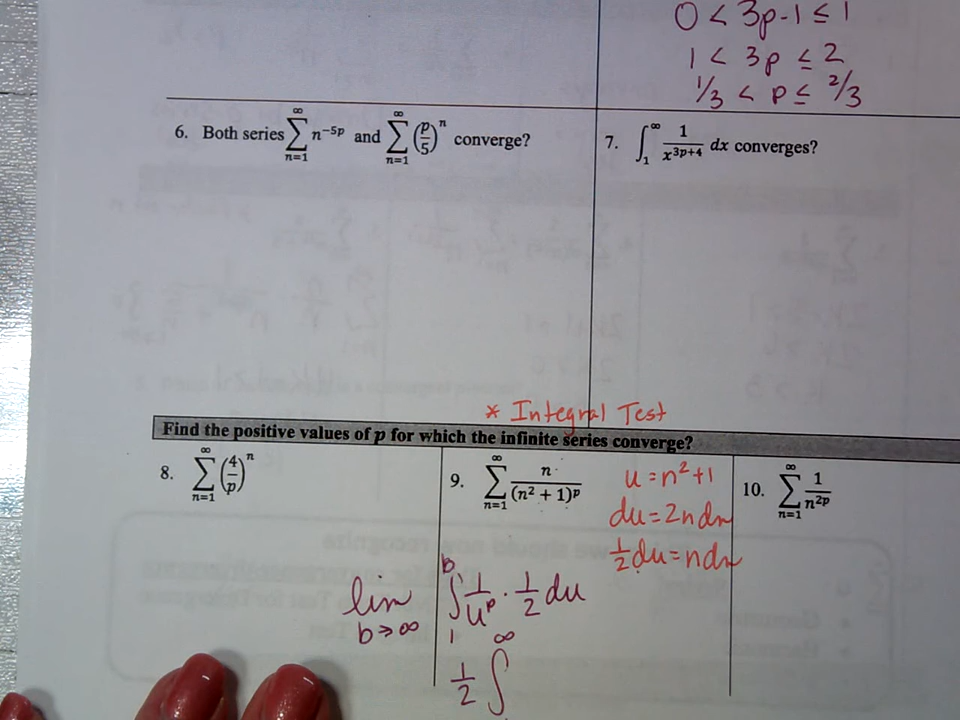 0 < 3p-1 ≤ 1
1 < 3p ≤ 2
1/3 < p ≤ 2/3
6. Both series ∑_{n=1}^{∞} n^{-5p} and ∑_{n=1}^{∞} (p/5)^n converge?
7. ∫_1^∞ 1/x^{3p+4} dx converges?
* Integral Test
Find the positive values of p for which the infinite series converge?
8. ∑_{n=1}^{∞} (4/p)^n
9. ∑_{n=1}^{∞} n/(n² + 1)^p
u = n²+1
du = 2n dn
1/2 du = n dn
lim b→∞ ∫_1^b 1/u^p · 1/2 du
1/2 ∫^∞
10. ∑_{n=1}^{∞} 1/n^{2p}